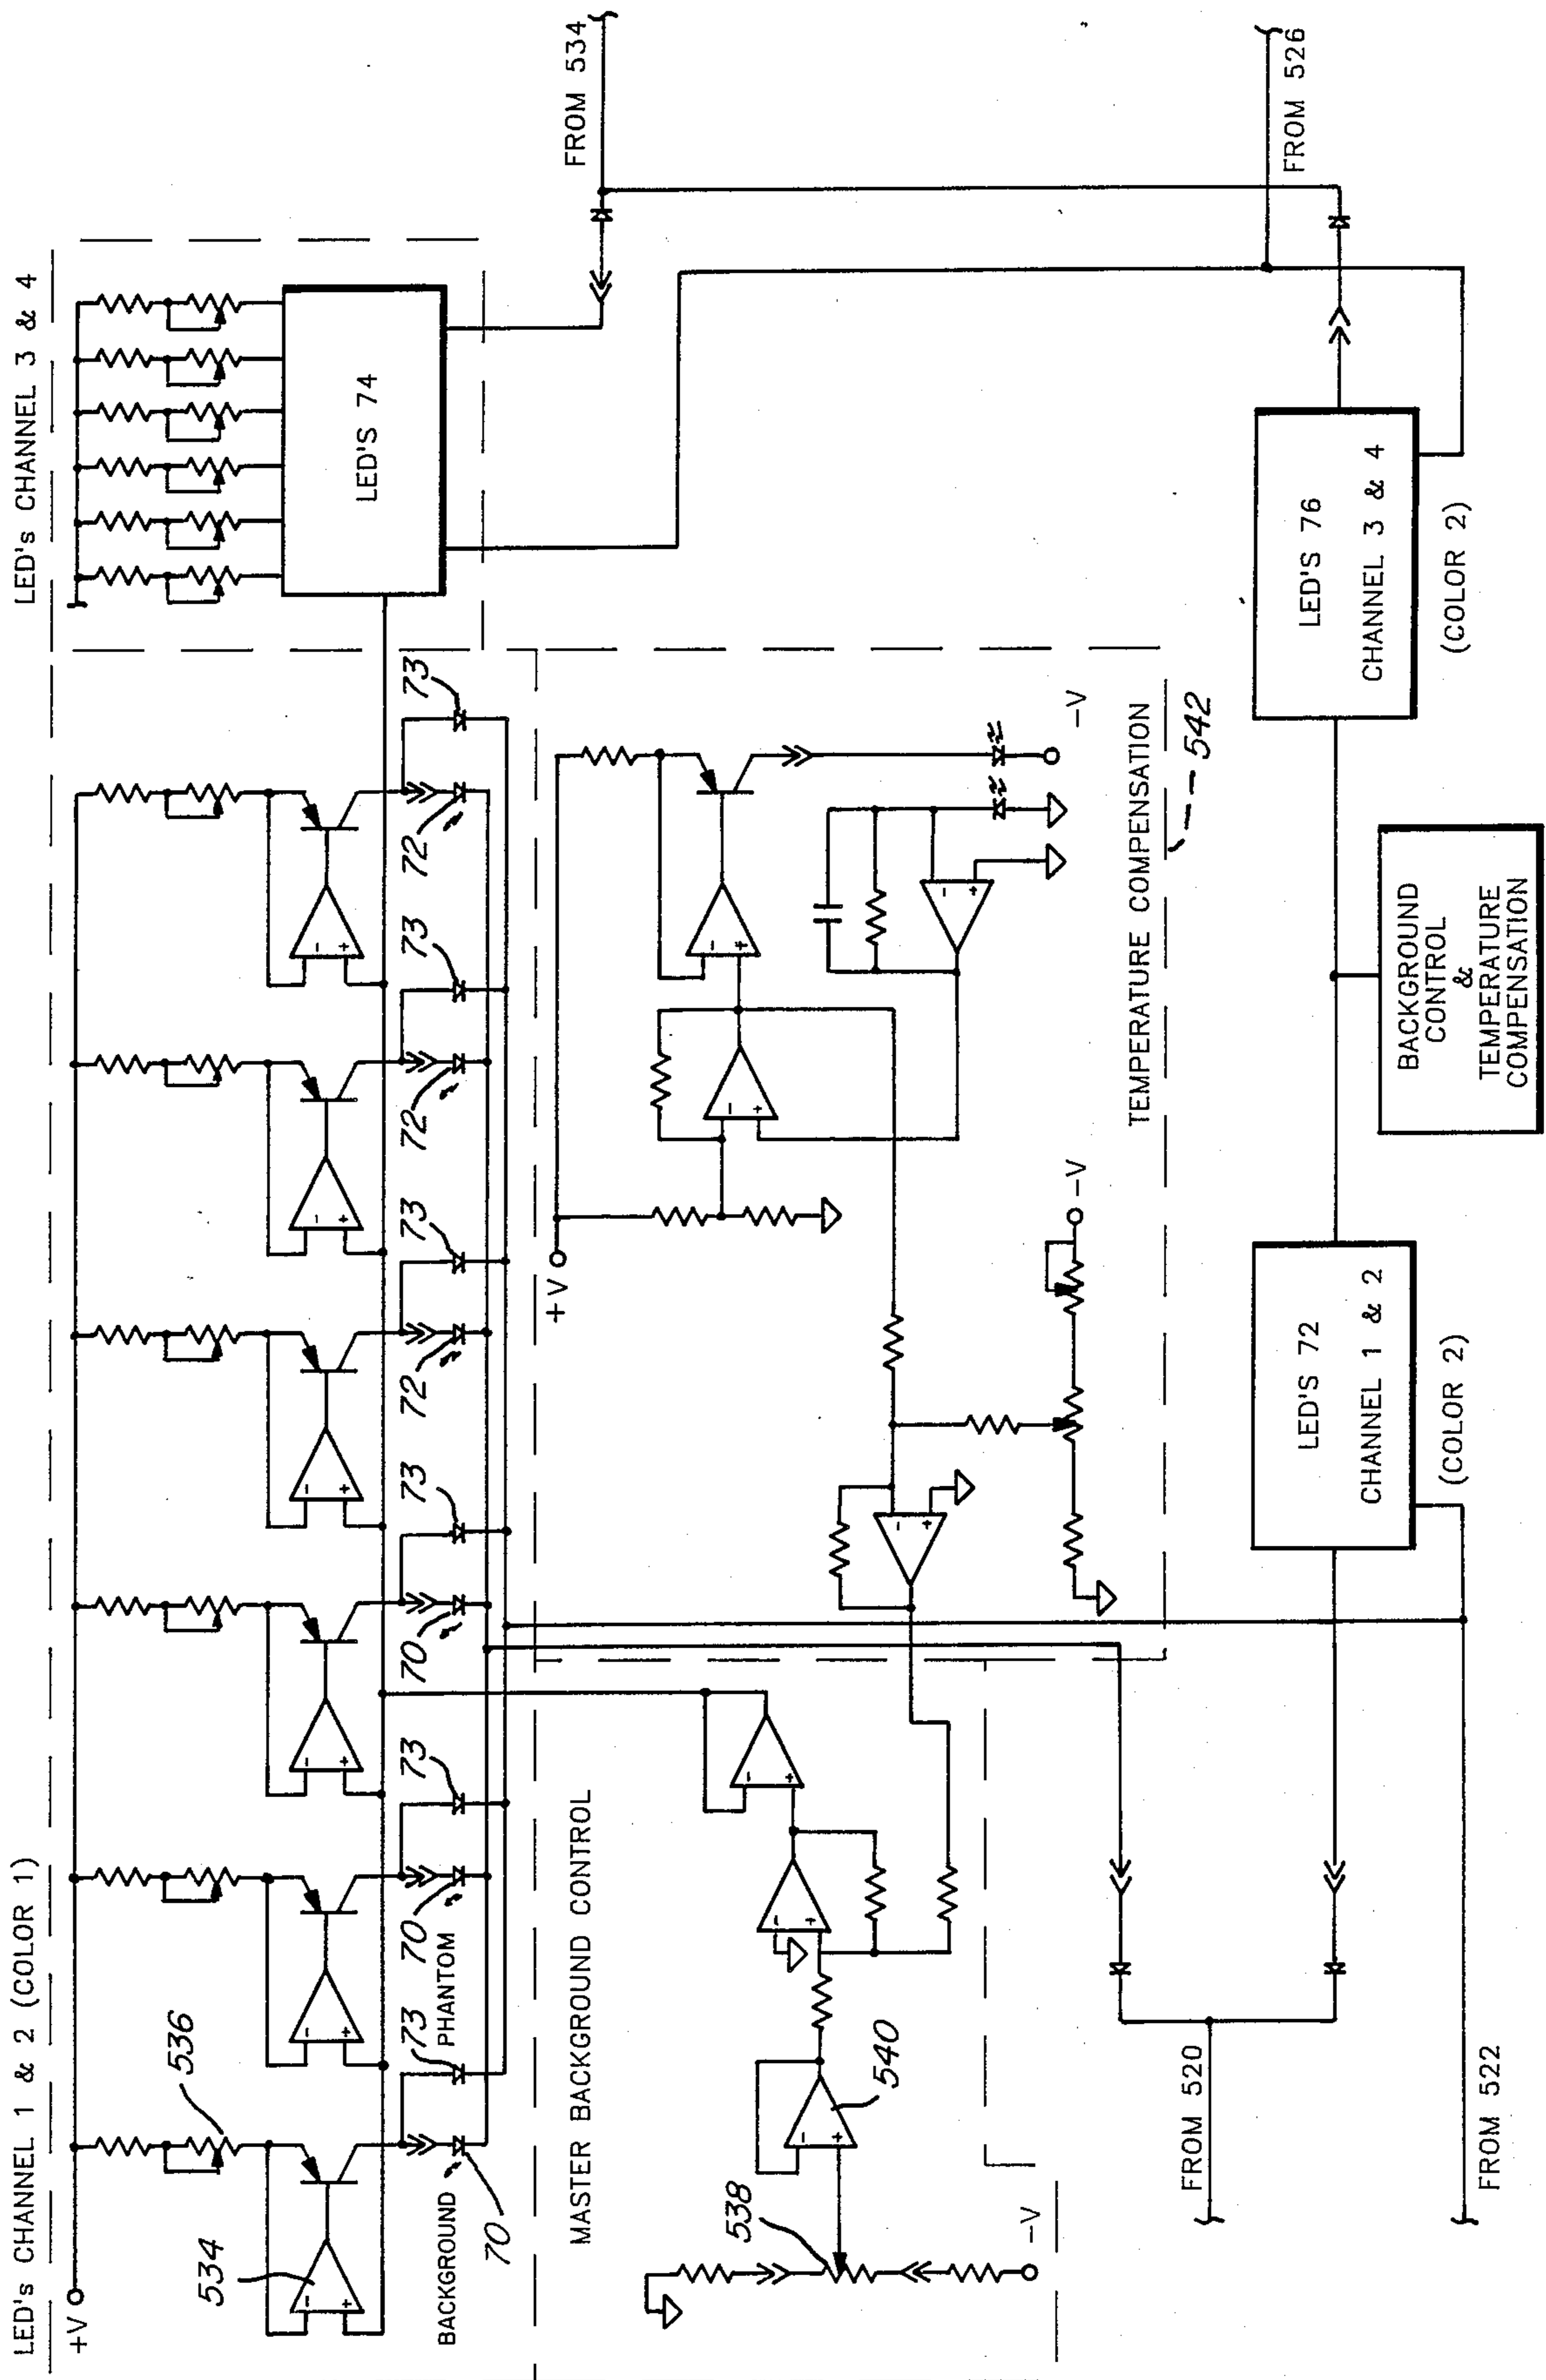 LED's CHANNEL 1 & 2 (COLOR 1)
LED's CHANNEL 3 & 4
+V
536
534
BACKGROUND
70
73
PHANTOM
70
73
70
73
72
73
72
73
72
73
LED'S 74
FROM 534
FROM 526
MASTER BACKGROUND CONTROL
538
540
-V
+V
-V
-V
TEMPERATURE COMPENSATION
542
FROM 520
FROM 522
LED'S 72
CHANNEL 1 & 2
(COLOR 2)
BACKGROUND
CONTROL
&
TEMPERATURE
COMPENSATION
LED'S 76
CHANNEL 3 & 4
(COLOR 2)